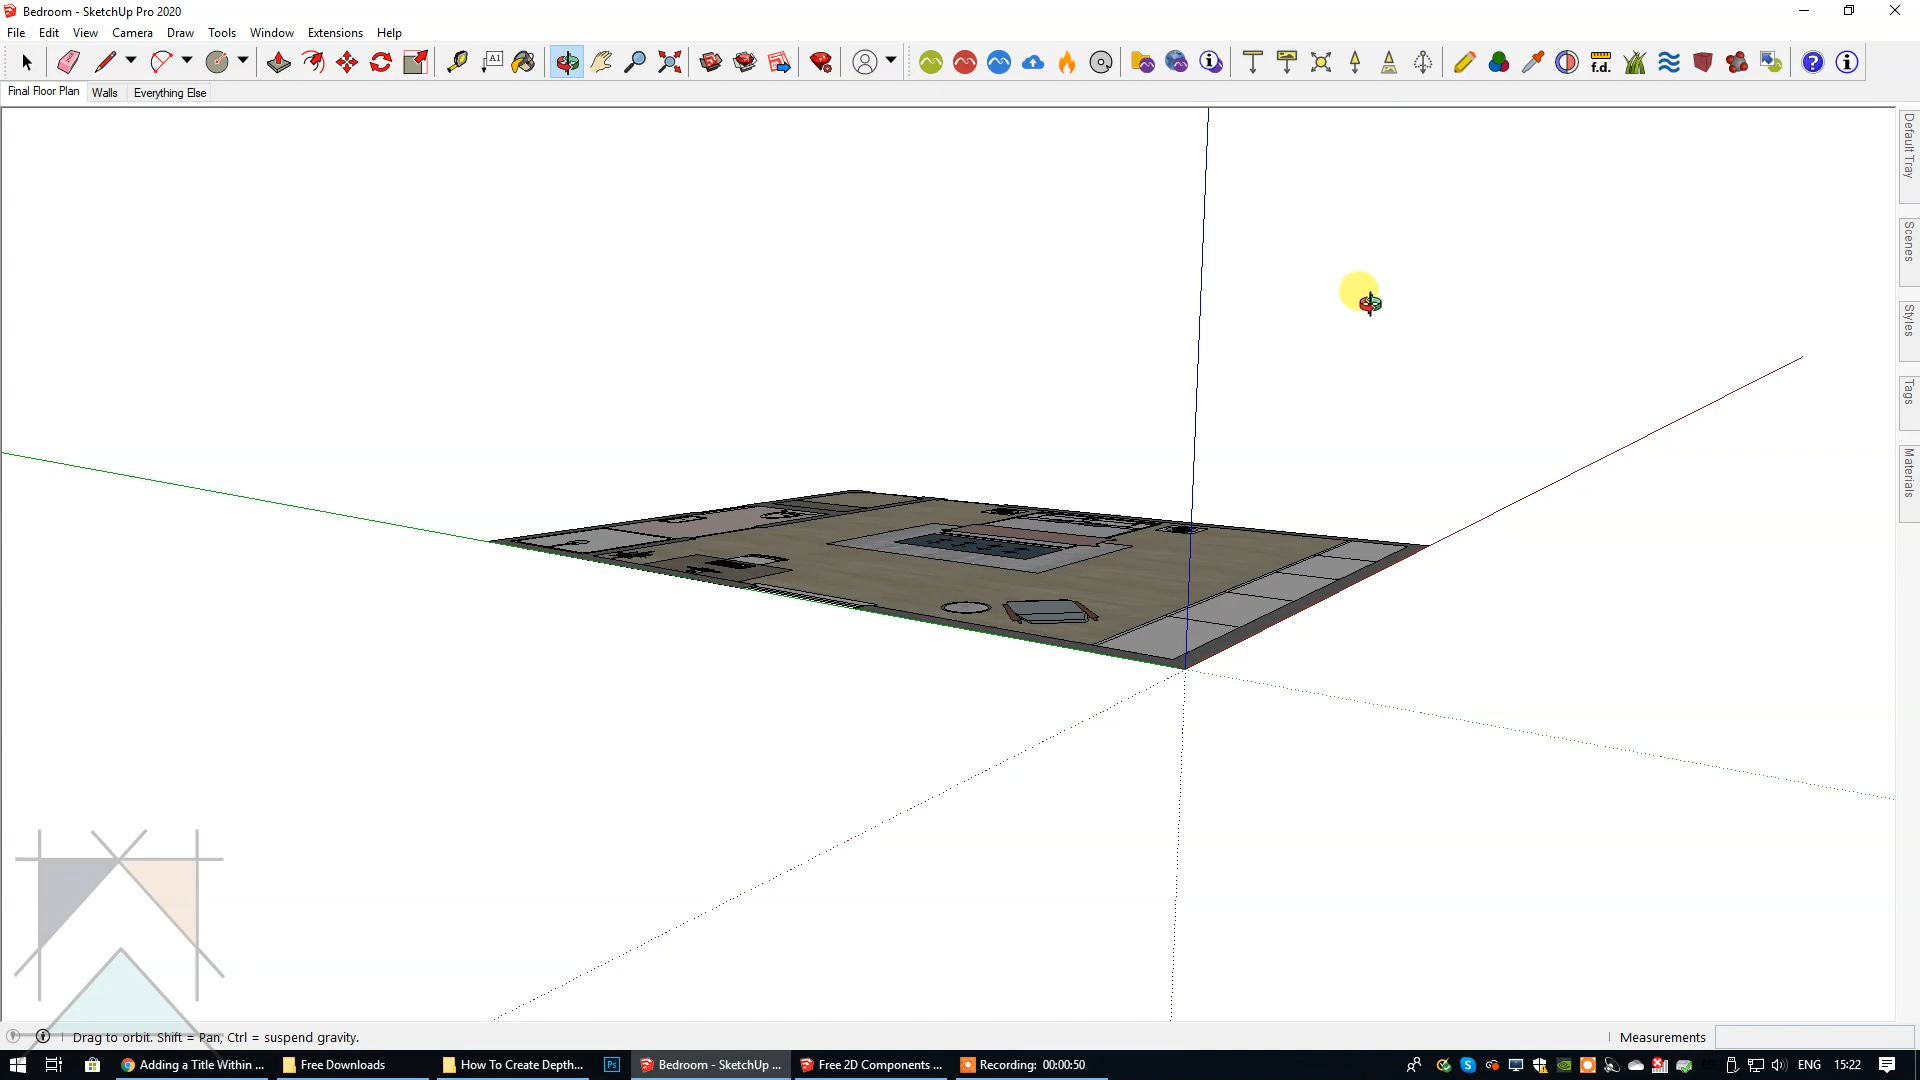 Bedroom - SketchUp Pro 2020
File Edit View Camera Draw Tools Window Extensions Help
A1
f.d.
Final Floor Plan Walls Everything Else
Default Tray
Scenes
Styles
Tags
Materials
Drag to orbit. Shift = Pan, Ctrl = suspend gravity.
Measurements
Adding a Title Within ... Free Downloads How To Create Depth... Ps Bedroom - SketchUp ... Free 2D Components ... Recording: 00:00:50 ENG 15:22